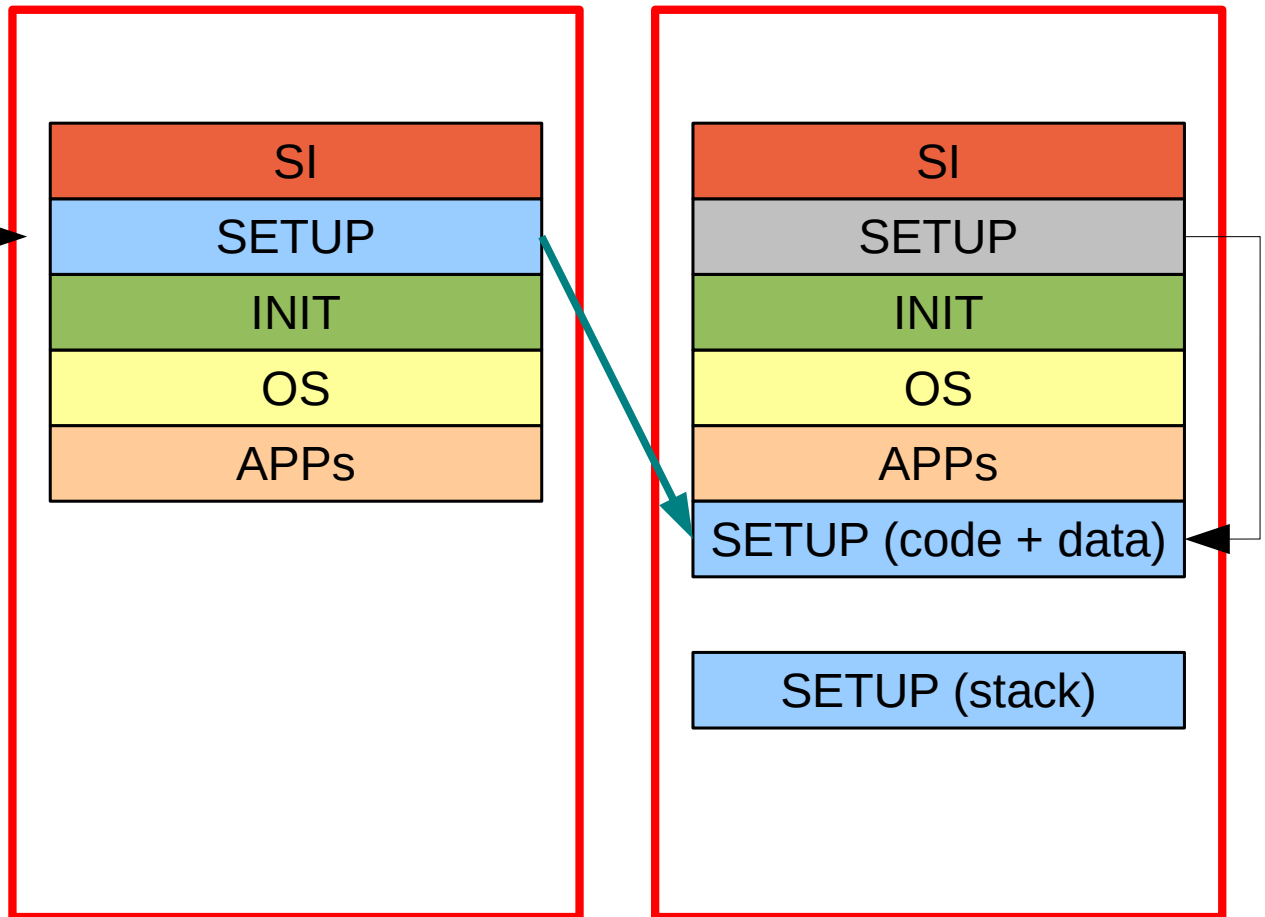 SI
SETUP
INIT
OS
APPs
SI
SETUP
INIT
OS
APPs
SETUP (code + data)
SETUP (stack)